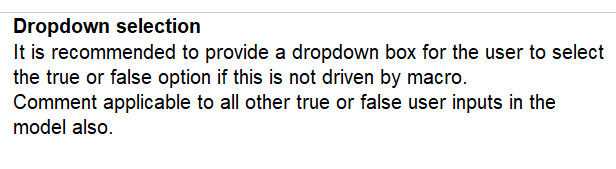 Dropdown selection
It is recommended to provide a dropdown box for the user to select
the true or false option if this is not driven by macro.
Comment applicable to all other true or false user inputs in the
model also.